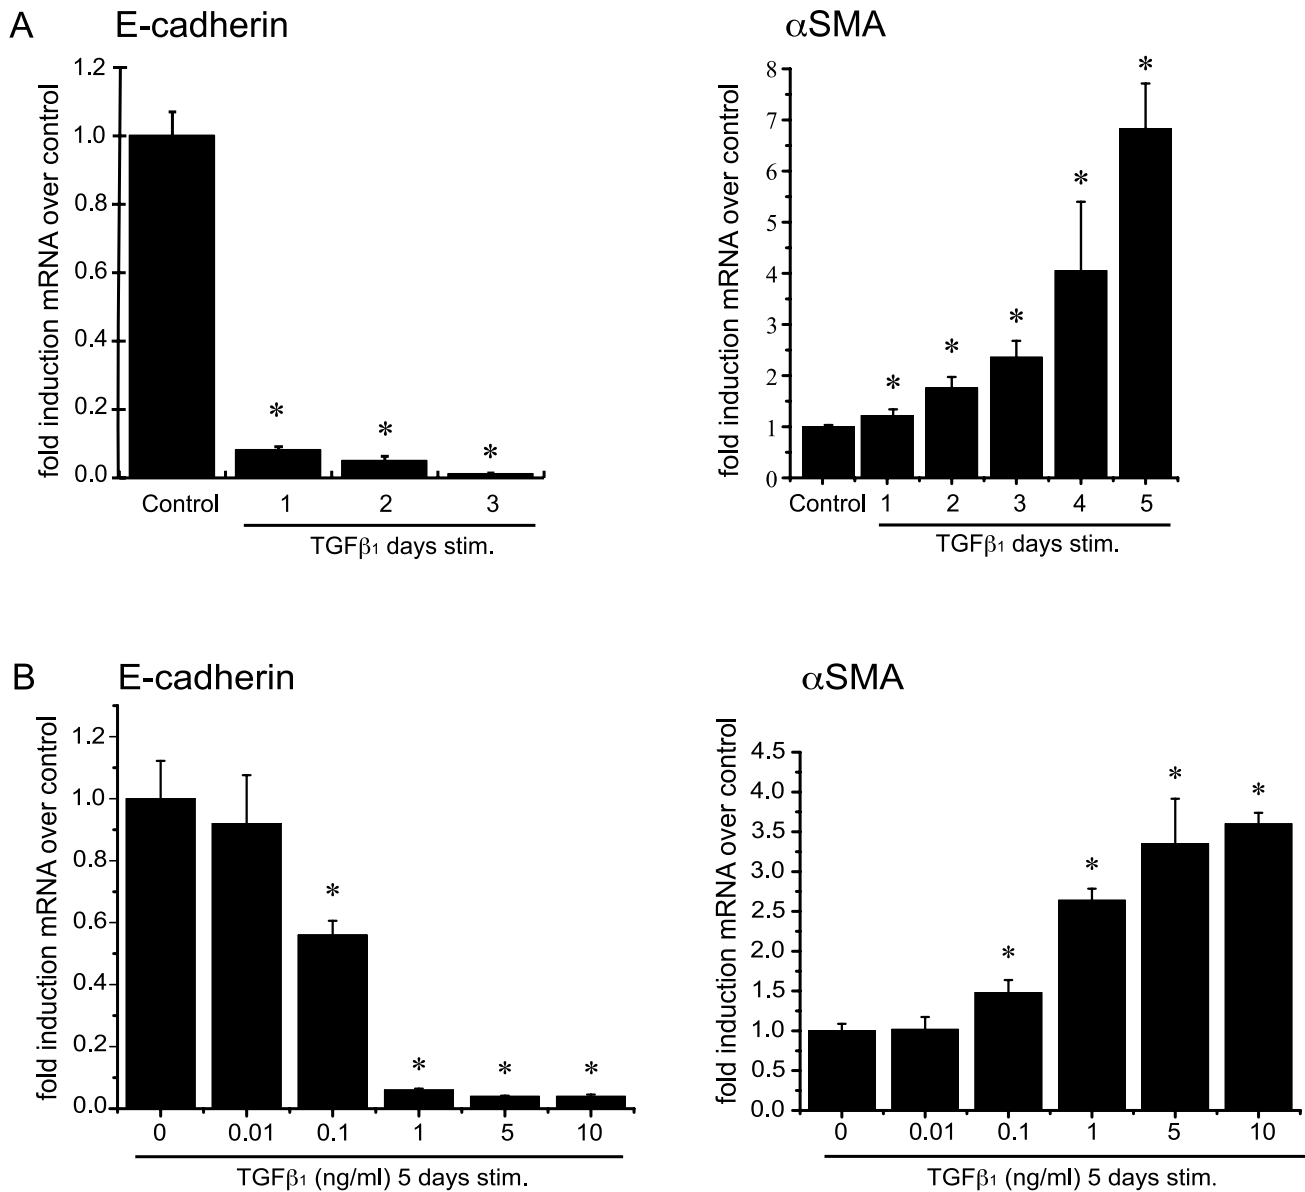 A
E-cadherin
fold induction mRNA over control
1.2
1.0
0.8
0.6
0.4
0.2
0.0
*
*
*
Control 1 2 3
TGFβ₁ days stim.
αSMA
fold induction mRNA over control
8
7
6
5
4
3
2
1
0
*
*
*
*
*
Control 1 2 3 4 5
TGFβ₁ days stim.
B
E-cadherin
fold induction mRNA over control
1.2
1.0
0.8
0.6
0.4
0.2
0.0
*
*
*
*
0 0.01 0.1 1 5 10
TGFβ₁ (ng/ml) 5 days stim.
αSMA
fold induction mRNA over control
4.5
4.0
3.5
3.0
2.5
2.0
1.5
1.0
0.5
0.0
*
*
*
*
0 0.01 0.1 1 5 10
TGFβ₁ (ng/ml) 5 days stim.